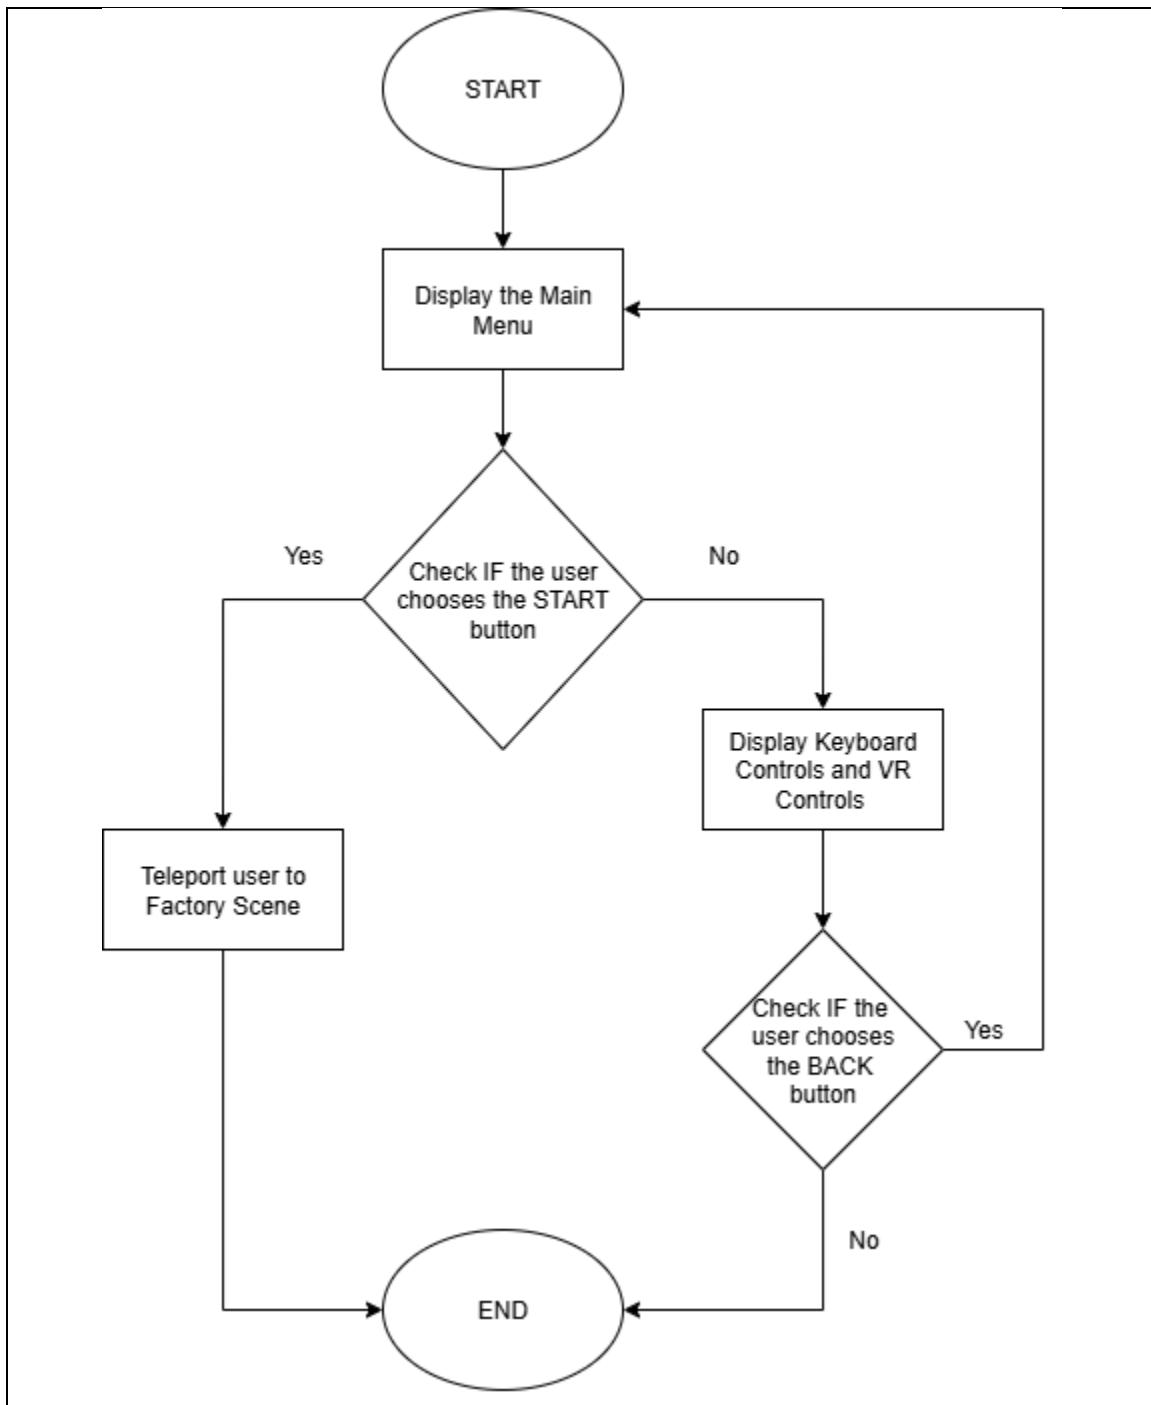 START
Display the Main
Menu
Yes
No
Check IF the user
chooses the START
button
Display Keyboard
Controls and VR
Controls
Teleport user to
Factory Scene
Check IF the
user chooses
the BACK
button
Yes
No
END